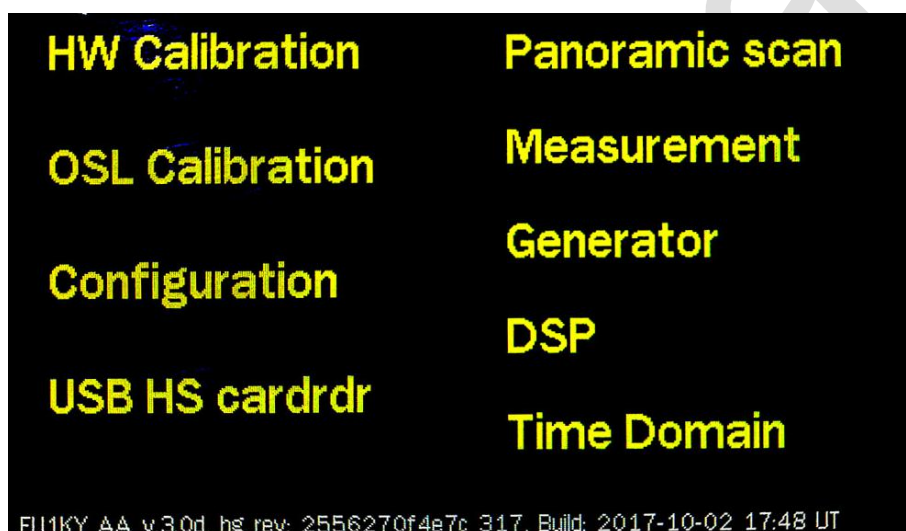 HW Calibration
OSL Calibration
Configuration
USB HS cardrdr
Panoramic scan
Measurement
Generator
DSP
Time Domain
EU1KY AA v.3.0d, hg rev: 2556270f4e7c 317, Build: 2017-10-02 17:48 UT